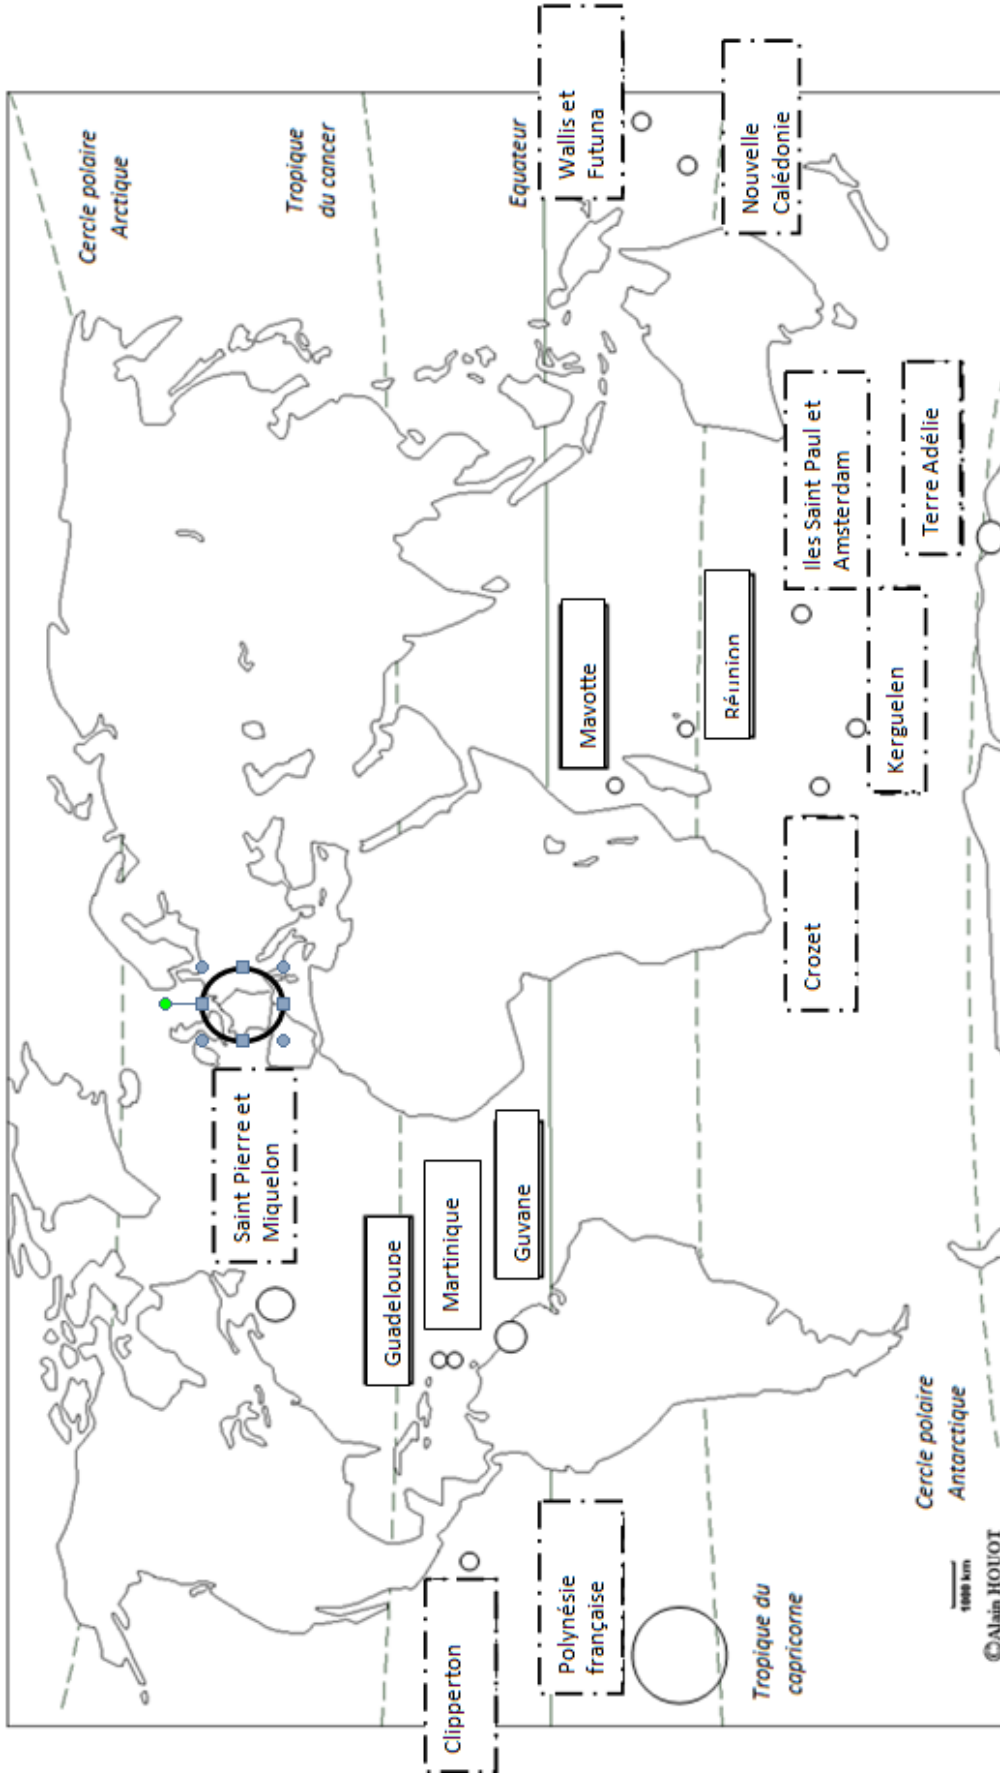 Cercle polaire
Arctique
Saint Pierre et
Miquelon
Tropique
du cancer
Guadeloupe
Martinique
Clipperton
Guyane
Equateur
Polynésie
française
Mayotte
Wallis et
Futuna
Réunion
Nouvelle
Calédonie
Tropique du
capricorne
Crozet
Iles Saint Paul et
Amsterdam
Kerguelen
Terre Adélie
Cercle polaire
Antarctique
1000 km
©Alain HOUOT